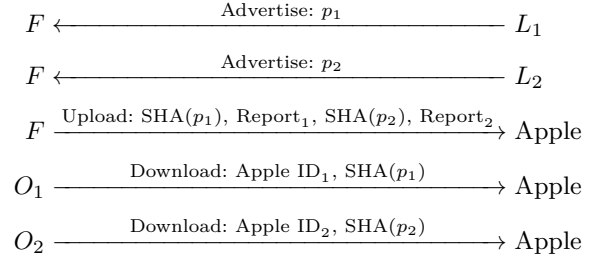 F Advertise: p₁ L₁
F Advertise: p₂ L₂
F Upload: SHA(p₁), Report₁, SHA(p₂), Report₂ Apple
O₁ Download: Apple ID₁, SHA(p₁) Apple
O₂ Download: Apple ID₂, SHA(p₂) Apple